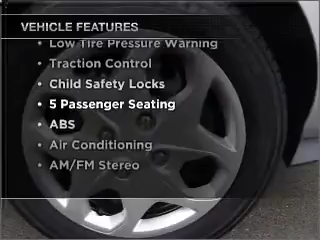 VEHICLE FEATURES
• Low Tire Pressure Warning
• Traction Control
• Child Safety Locks
• 5 Passenger Seating
• ABS
• Air Conditioning
• AM/FM Stereo